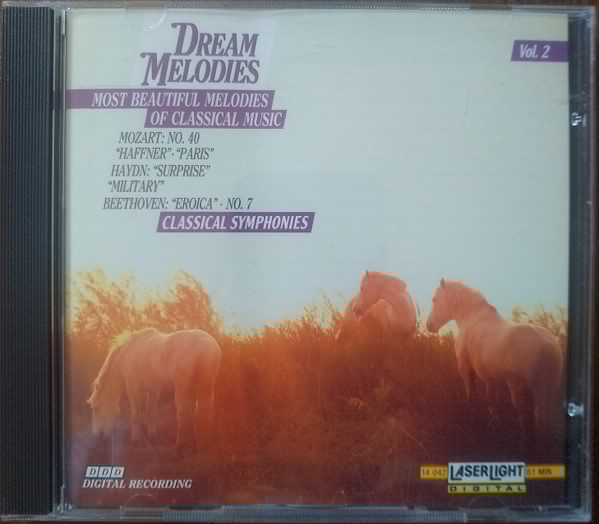 DREAM
MELODIES
Vol. 2
MOST BEAUTIFUL MELODIES
OF CLASSICAL MUSIC
MOZART: NO. 40
“HAFFNER”·“PARIS”
HAYDN: “SURPRISE”
“MILITARY”
BEETHOVEN: “EROICA” · NO. 7
CLASSICAL SYMPHONIES
DDD
DIGITAL RECORDING
14 042 LASERLIGHT 61 MIN
DIGITAL